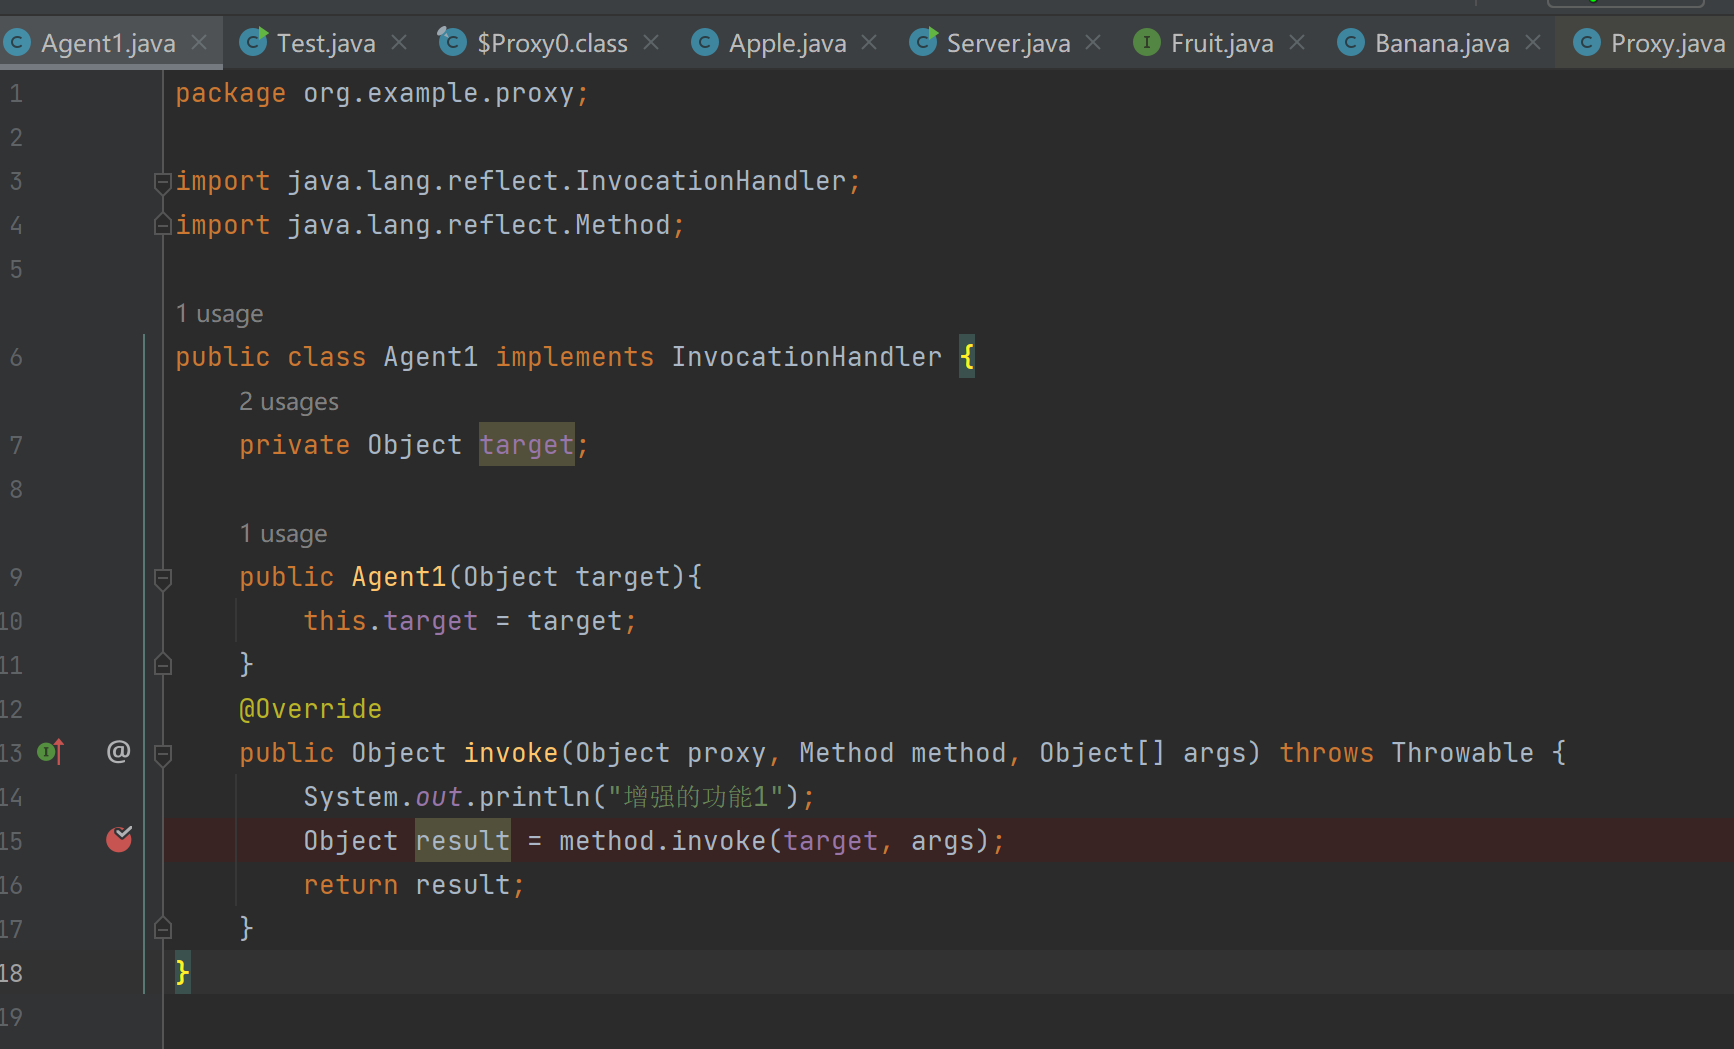 Agent1.java Test.java $Proxy0.class Apple.java Server.java Fruit.java Banana.java Proxy.java
1 package org.example.proxy;
2
3 import java.lang.reflect.InvocationHandler;
4 import java.lang.reflect.Method;
5
1 usage
6 public class Agent1 implements InvocationHandler {
2 usages
7 private Object target;
8
1 usage
9 public Agent1(Object target){
10 this.target = target;
11 }
12 @Override
13 @ public Object invoke(Object proxy, Method method, Object[] args) throws Throwable {
14 System.out.println("增强的功能1");
15 Object result = method.invoke(target, args);
16 return result;
17 }
18 }
19